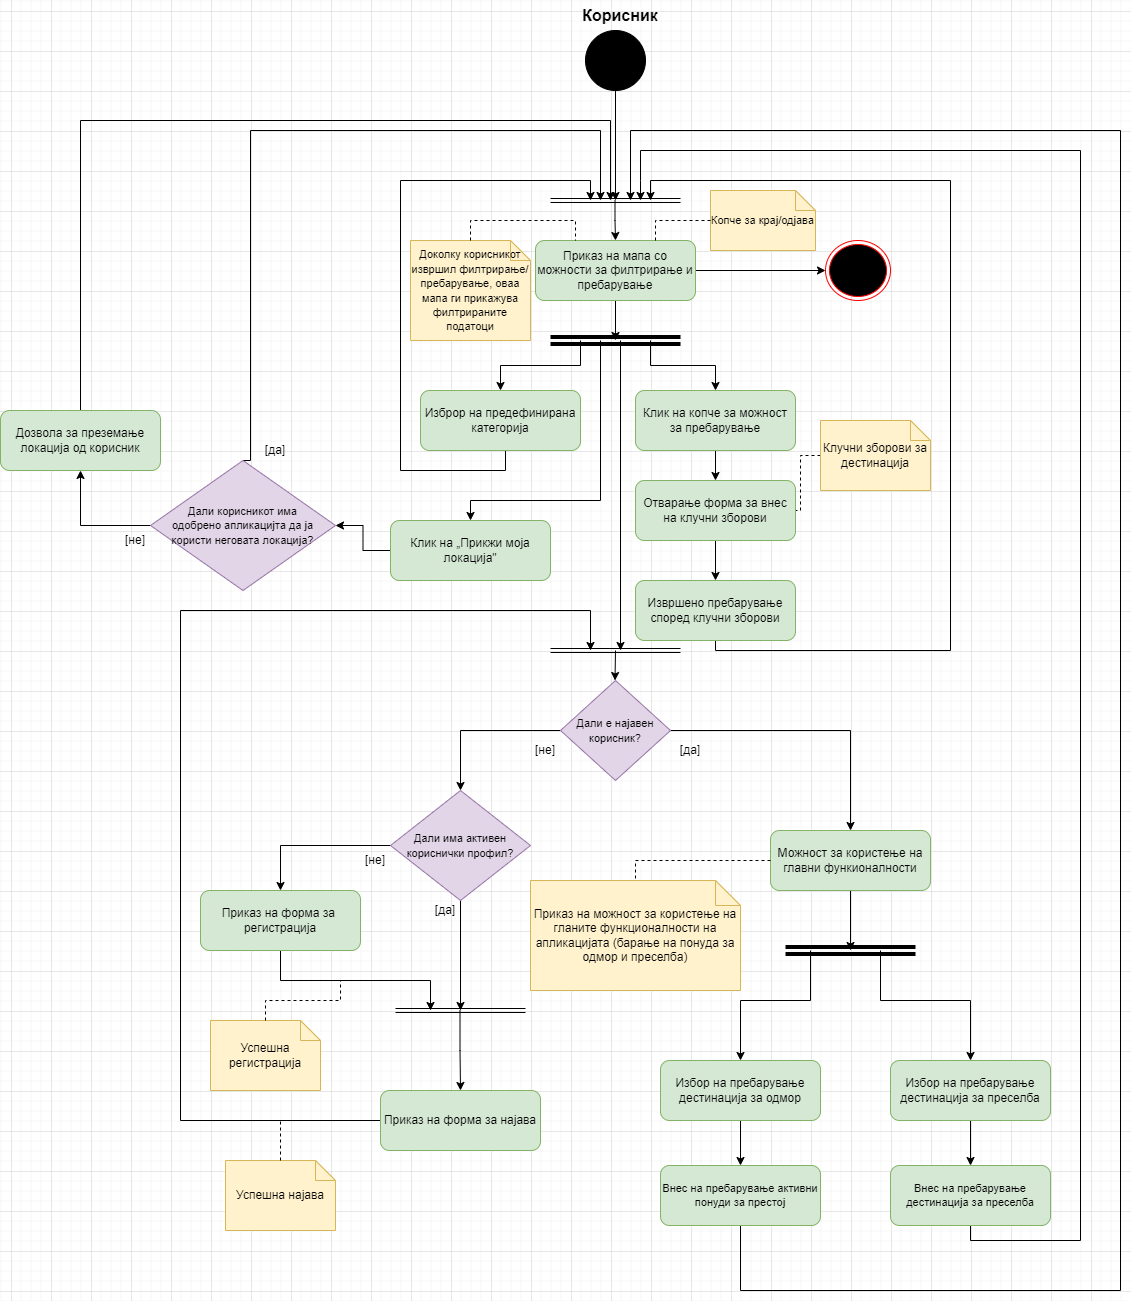 Корисник
Копче за крај/одјава
Доколку корисникот
извршил филтрирање/
пребарување, оваа
мапа ги прикажува
филтрираните
податоци
Приказ на мапа со
можности за филтрирање и
пребарување
Изброр на предефинирана
категорија
Клик на копче за можност
за пребарување
Дозвола за преземање
локација од корисник
[да]
Клучни зборови за
дестинација
Дали корисникот има
одобрено апликацијта да ја
користи неговата локација?
[не]
Отварање форма за внес
на клучни зборови
Клик на „Прикжи моја
локација"
Извршено пребарување
според клучни зборови
Дали е најавен
корисник?
[не]
[да]
Дали има активен
кориснички профил?
[не]
[да]
Можност за користење на
главни функионалности
Приказ на форма за
регистрација
Приказ на можност за користење на
гланите функционалности на
апликацијата (барање на понуда за
одмор и преселба)
Успешна
регистрација
Приказ на форма за најава
Успешна најава
Избор на пребарување
дестинација за одмор
Избор на пребарување
дестинација за преселба
Внес на пребарување активни
понуди за престој
Внес на пребарување
дестинација за преселба